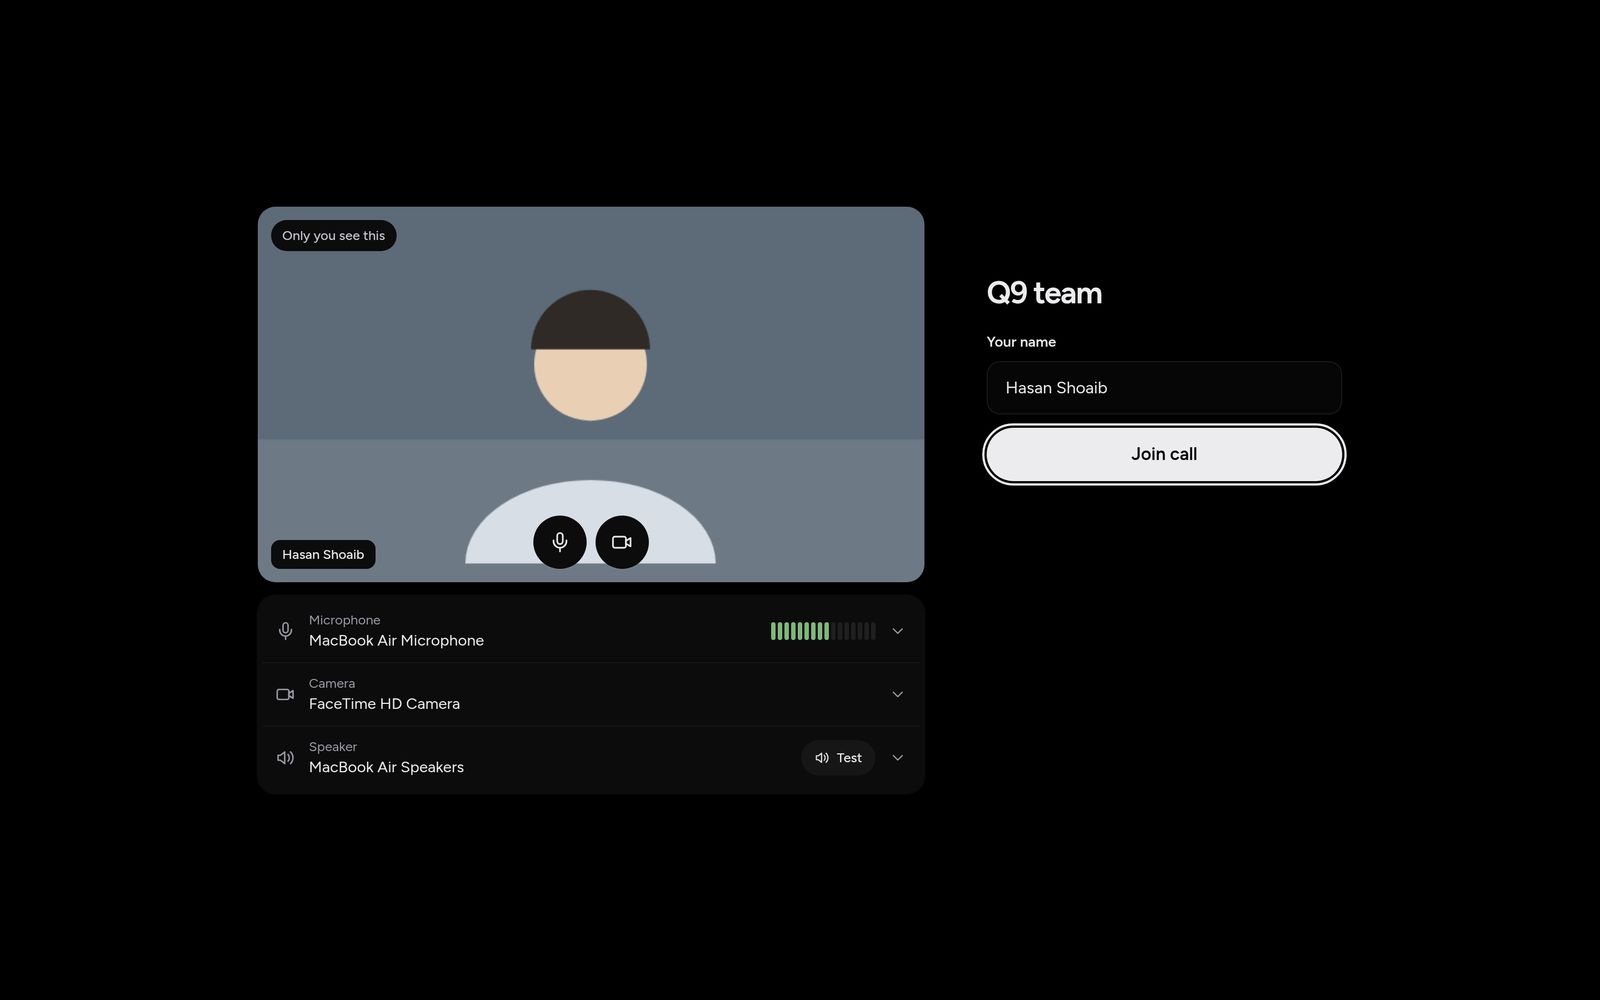 Only you see this
Hasan Shoaib
Q9 team
Your name
Hasan Shoaib
Join call
Microphone
MacBook Air Microphone
Camera
FaceTime HD Camera
Speaker
MacBook Air Speakers
Test